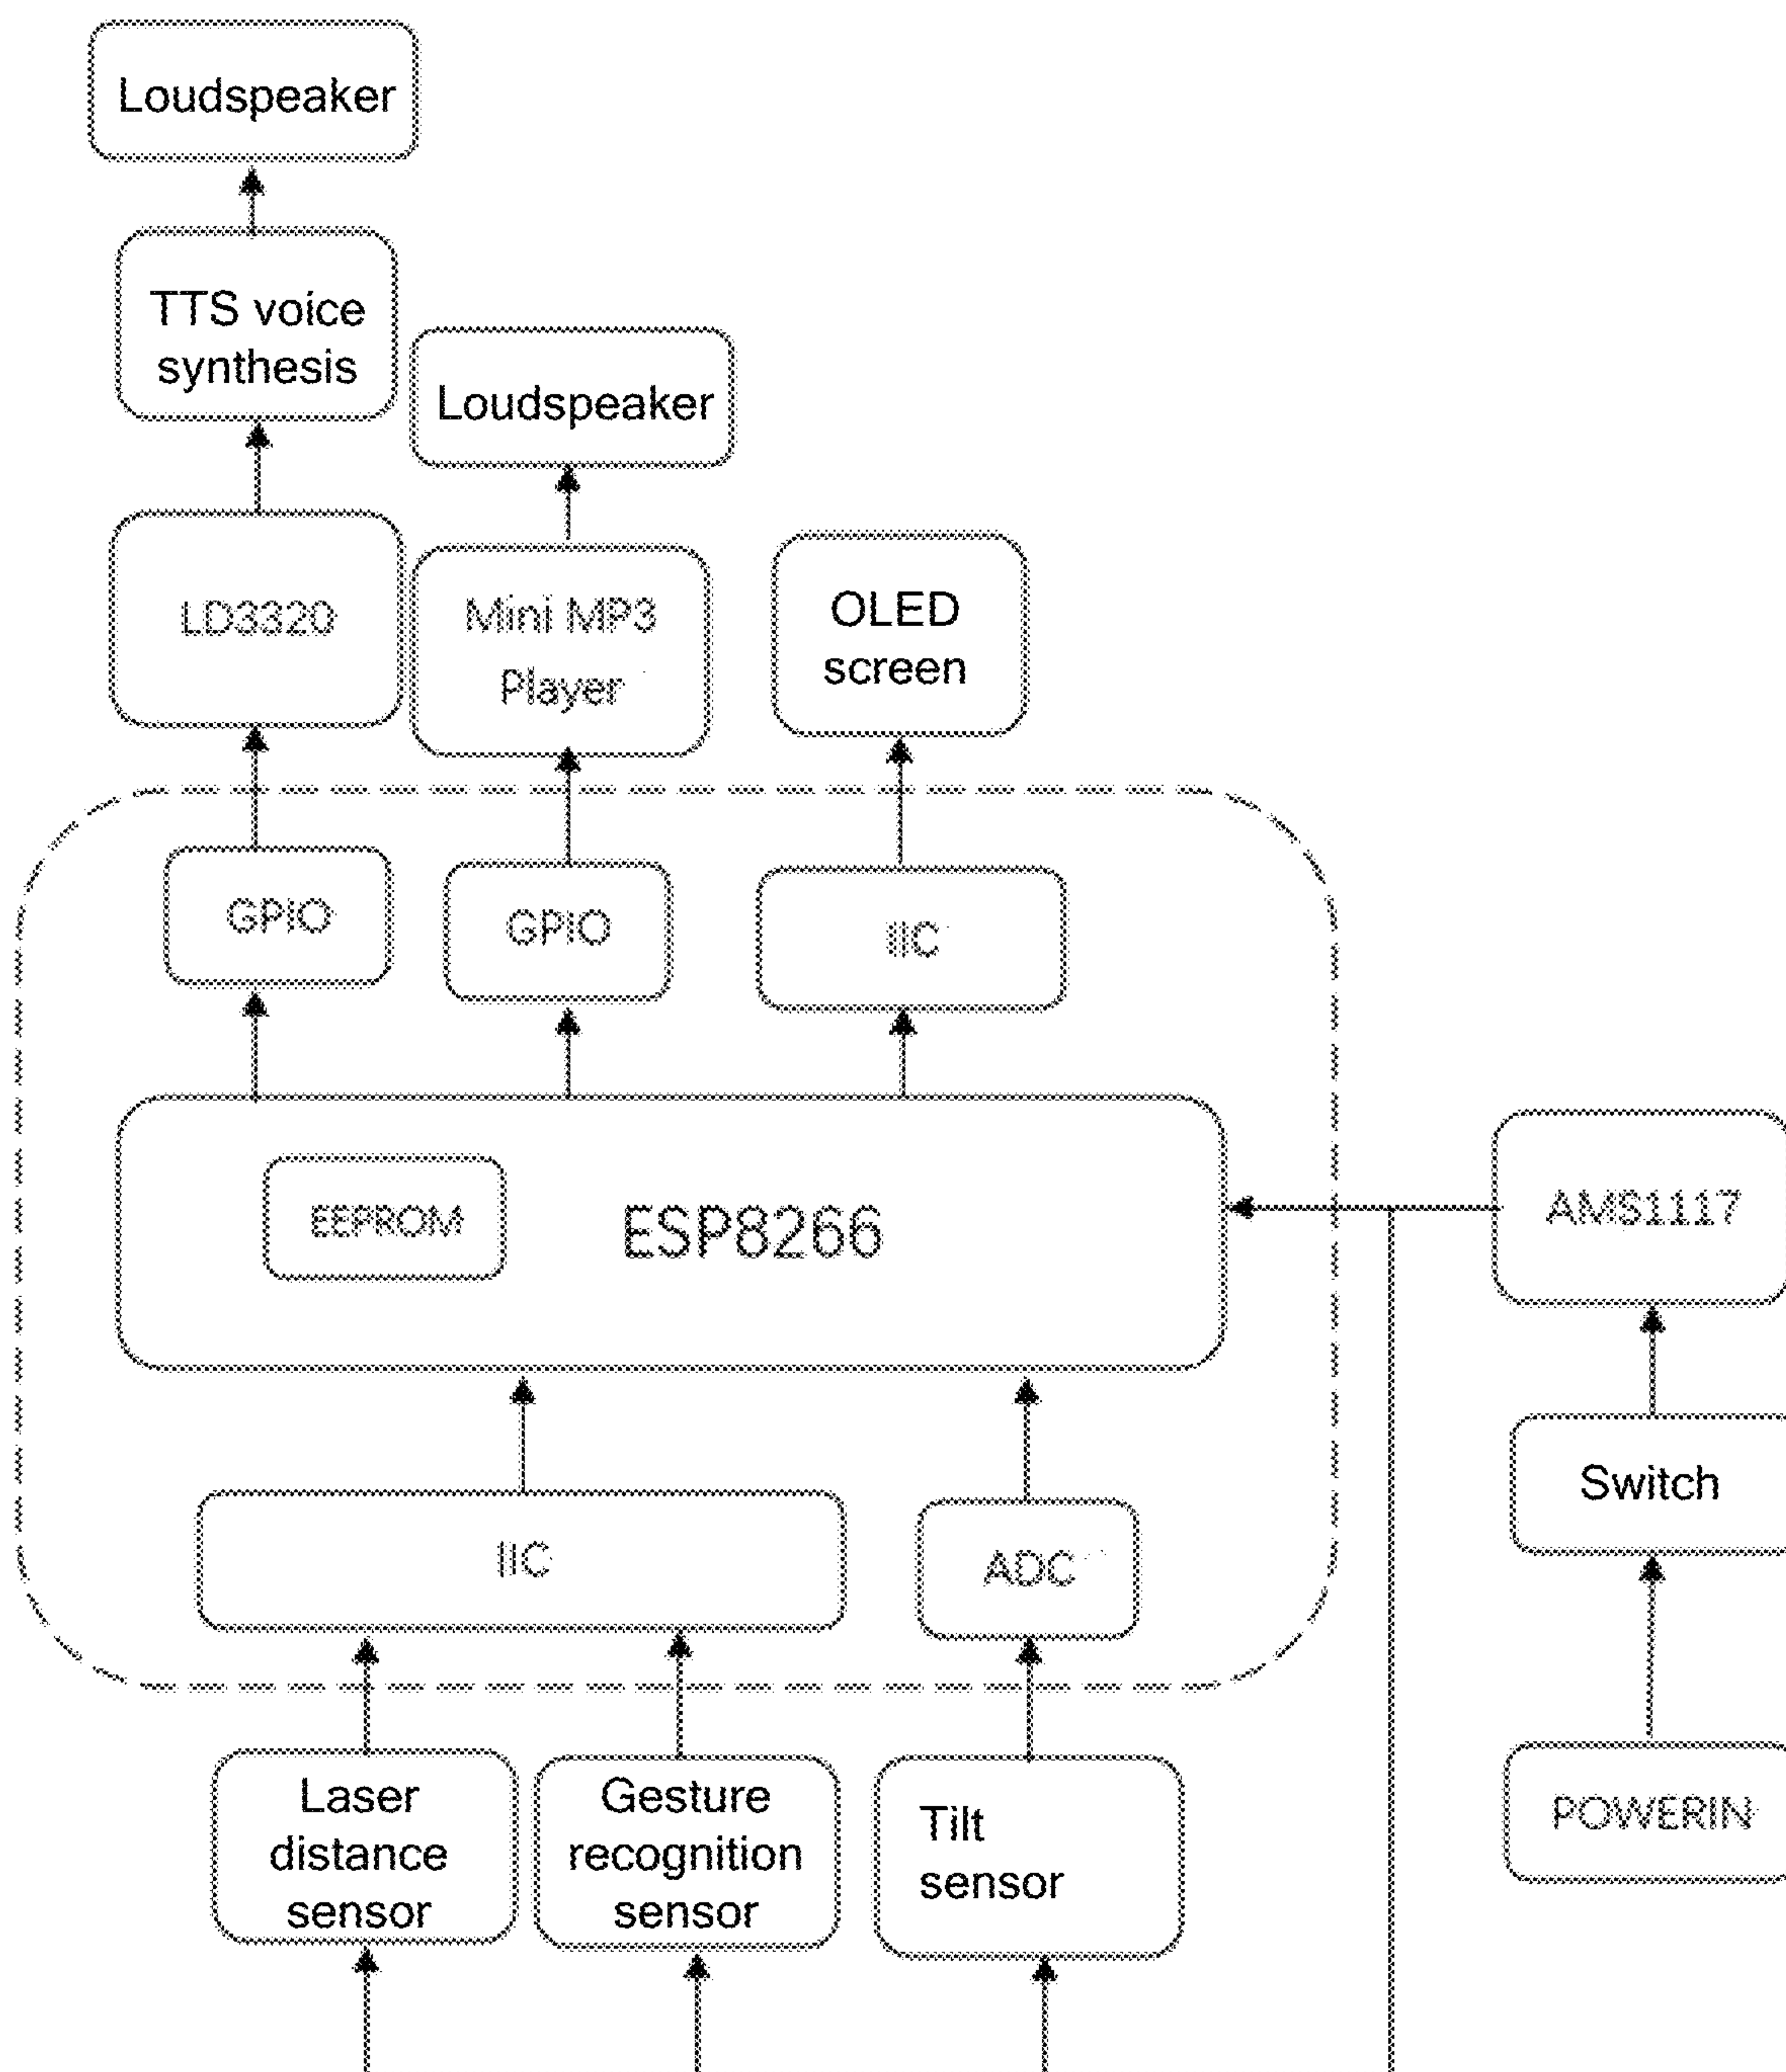 Loudspeaker
TTS voice
synthesis
Loudspeaker
LD3320
Mini MP3
Player
OLED
screen
GPIO
GPIO
IIC
EEPROM
ESP8266
AMS1117
Switch
IIC
ADC
POWERIN
Laser
distance
sensor
Gesture
recognition
sensor
Tilt
sensor